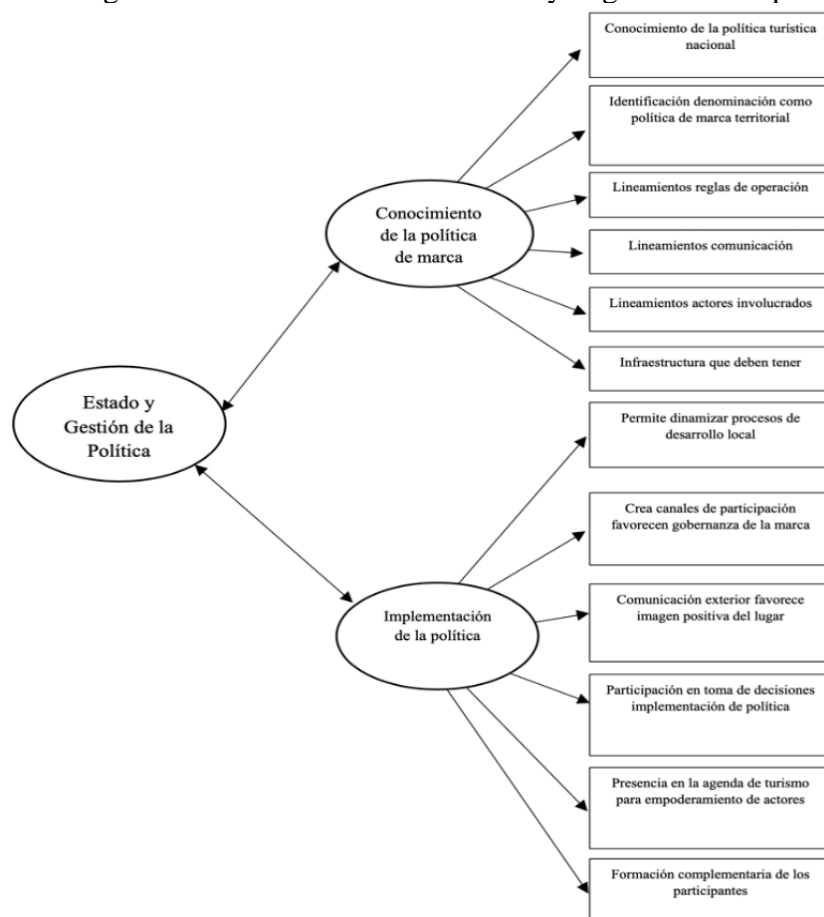 Conocimiento de la política turística
nacional
Identificación denominación como
política de marca territorial
Lineamientos reglas de operación
Conocimiento
de la política
de marca
Lineamientos comunicación
Lineamientos actores involucrados
Infraestructura que deben tener
Estado y
Gestión de la
Política
Permite dinamizar procesos de
desarrollo local
Crea canales de participación
favorecen gobernanza de la marca
Implementación
de la política
Comunicación exterior favorece
imagen positiva del lugar
Participación en toma de decisiones
implementación de política
Presencia en la agenda de turismo
para empoderamiento de actores
Formación complementaria de los
participantes